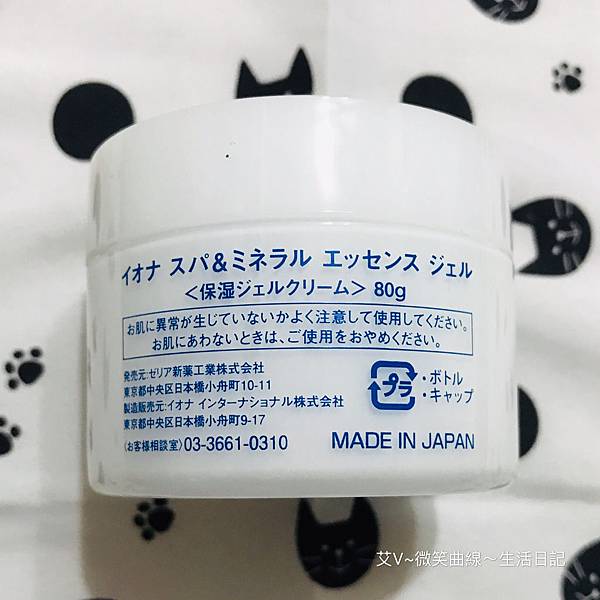 イオナ スパ&ミネラル エッセンス ジェル
<保湿ジェルクリーム> 80g
お肌に異常が生じていないかよく注意して使用してください。
お肌にあわないときは、ご使用をおやめください。
発売元:ゼリア新薬工業株式会社
東京都中央区日本橋小舟町10-11
製造販売元:イオナ インターナショナル株式会社
東京都中央区日本橋小舟町9-17
〈お客様相談室〉03-3661-0310
プラ
・ボトル
・キャップ
MADE IN JAPAN
艾V~微笑曲線~生活日記